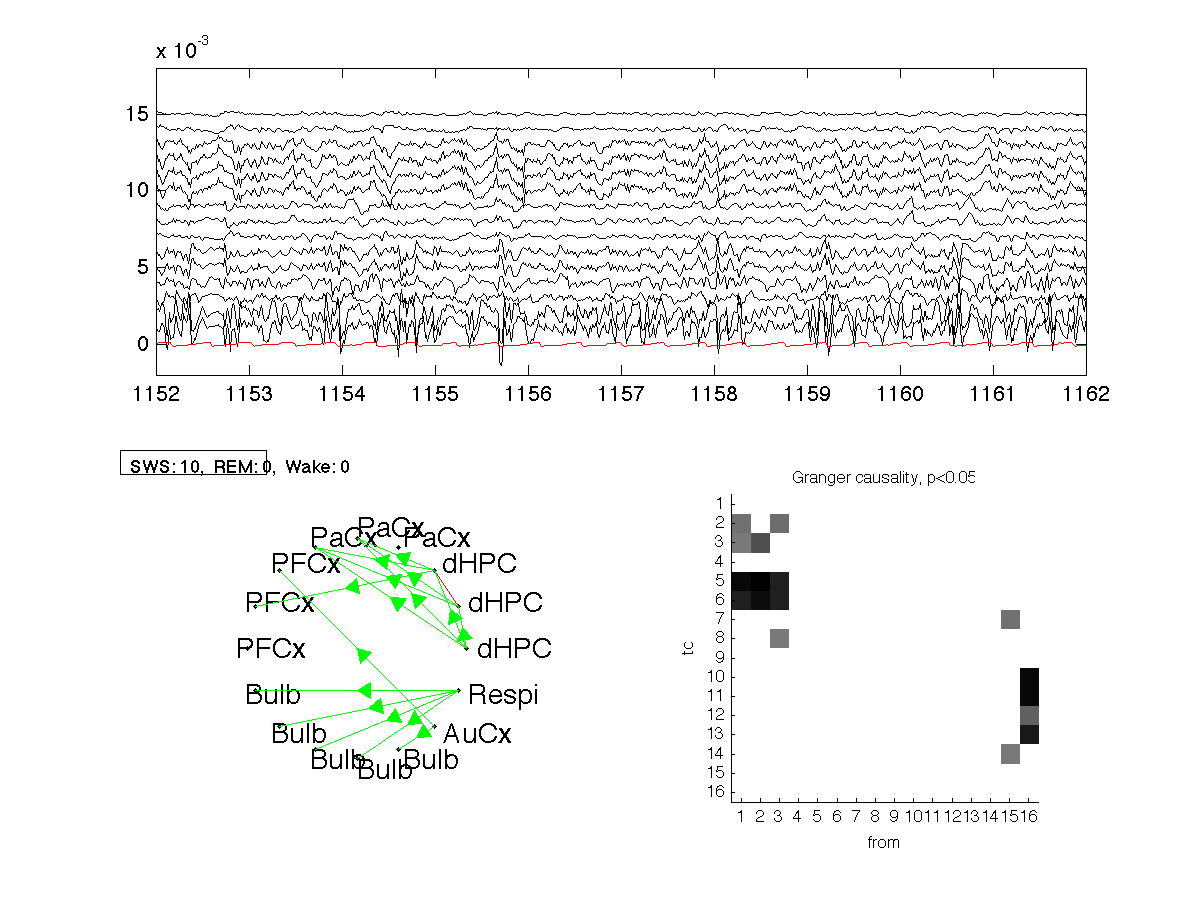 x 10-3
15
10
5
0
1152 1153 1154 1155 1156 1157 1158 1159 1160 1161 1162
SWS:10, REM:0, Wake:0
Granger causality, p<0.05
PaCx
PaCx PaCx
PFCx dHPC
PFCx dHPC
PFCx dHPC
Bulb Respi
Bulb AuCx
Bulb Bulb Bulb
1
2
3
4
5
6
7
8
9
10
11
12
13
14
15
16
to
1 2 3 4 5 6 7 8 9 10 11 12 13 14 15 16
from